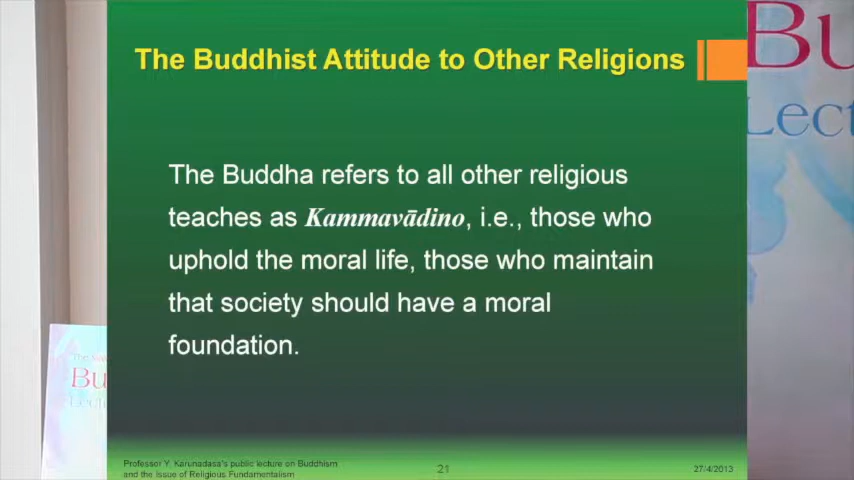 The Buddhist Attitude to Other Religions
The Buddha refers to all other religious
teaches as Kammavādino, i.e., those who
uphold the moral life, those who maintain
that society should have a moral
foundation.
Professor Y. Karunadasa's public lecture on Buddhism
and the Issue of Religious Fundamentalism
21
27/4/2013
Bu
Lect
Bu